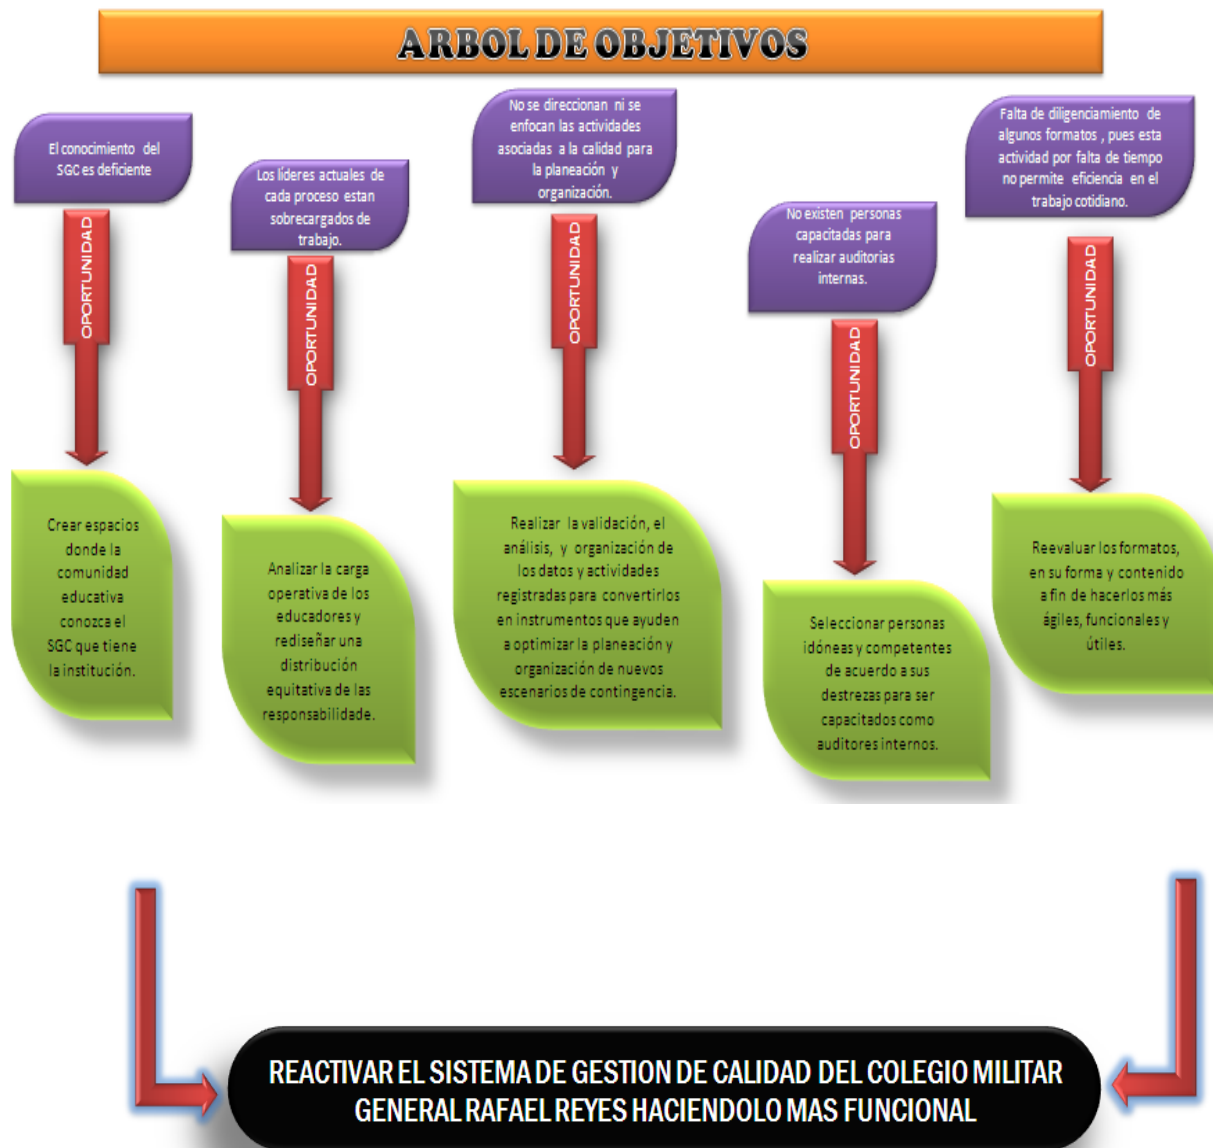 ARBOL DE OBJETIVOS
El conocimiento del
SGC es deficiente
OPORTUNIDAD
Crear espacios
donde la
comunidad
educativa
conozca el
SGC que tiene
la institución.
Los líderes actuales de
cada proceso estan
sobrecargados de
trabajo.
OPORTUNIDAD
Analizar la carga
operativa de los
educadores y
rediseñar una
distribución
equitativa de las
responsabilidade.
No se direccionan ni se
enfocan las actividades
asociadas a la calidad para
la planeación y
organización.
OPORTUNIDAD
Realizar la validación, el
análisis, y organización de
los datos y actividades
registradas para convertirlos
en instrumentos que ayuden
a optimizar la planeación y
organización de nuevos
escenarios de contingencia.
No existen personas
capacitadas para
realizar auditorias
internas.
OPORTUNIDAD
Seleccionar personas
idóneas y competentes
de acuerdo a sus
destrezas para ser
capacitados como
auditores internos.
Falta de diligenciamiento de
algunos formatos , pues esta
actividad por falta de tiempo
no permite eficiencia en el
trabajo cotidiano.
OPORTUNIDAD
Reevaluar los formatos,
en su forma y contenido
a fin de hacerlos más
ágiles, funcionales y
útiles.
REACTIVAR EL SISTEMA DE GESTION DE CALIDAD DEL COLEGIO MILITAR
GENERAL RAFAEL REYES HACIENDOLO MAS FUNCIONAL